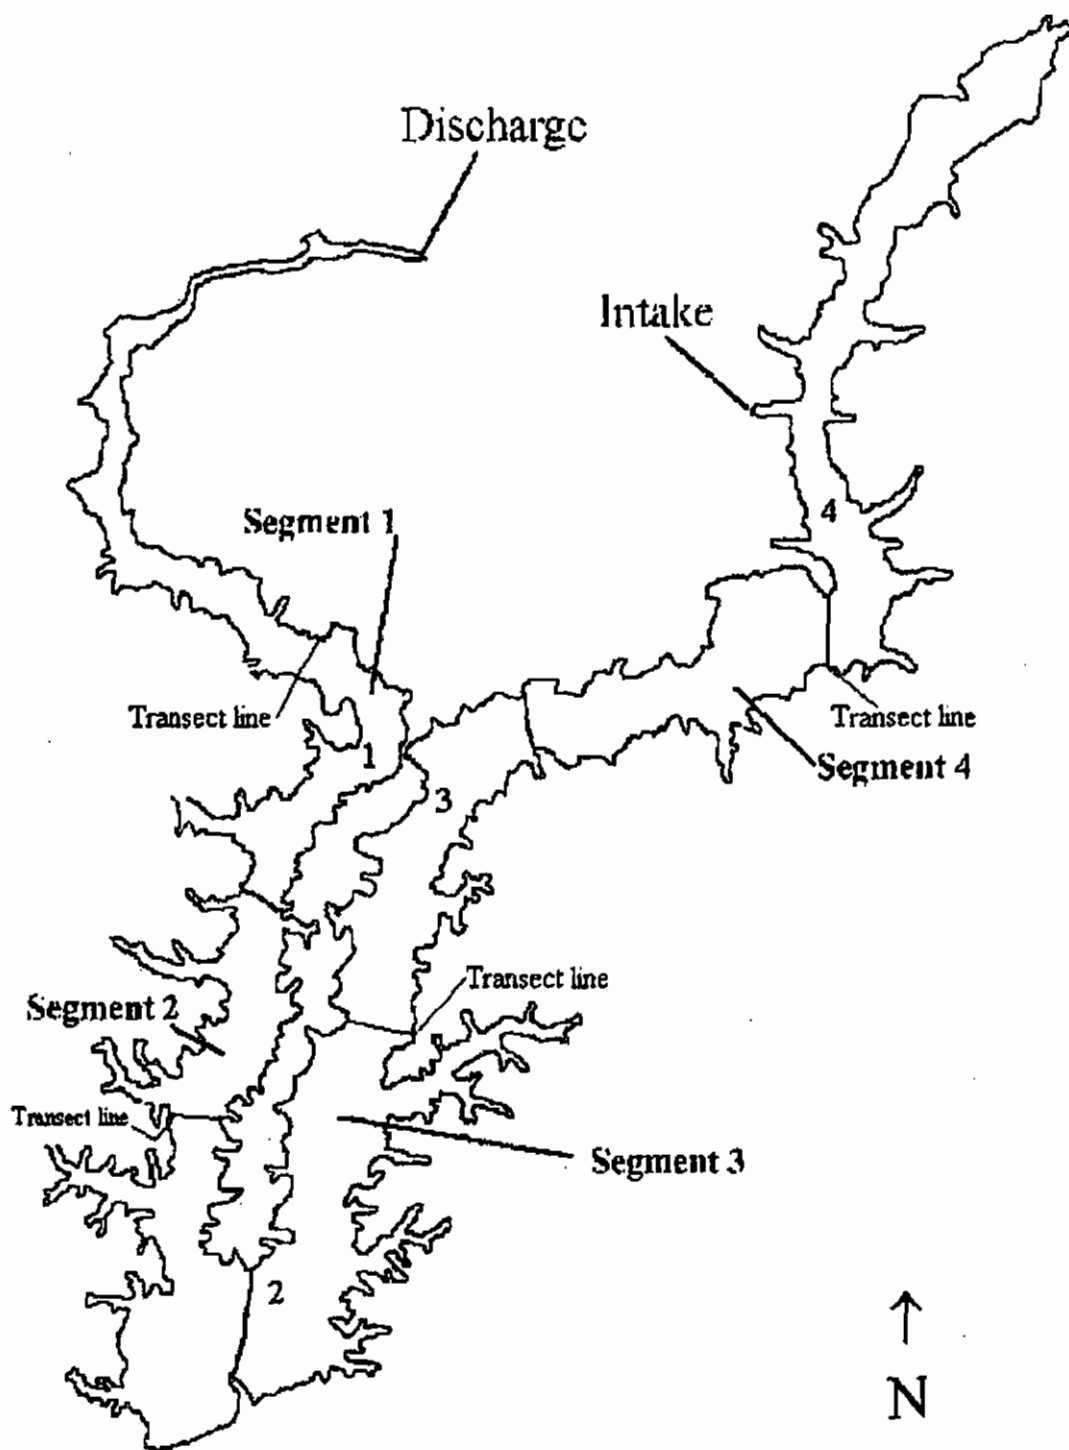 Discharge
Intake
4
Segment 1
Transect line
Transect line
1
Segment 4
3
Transect line
Segment 2
Transect line
Segment 3
2
N